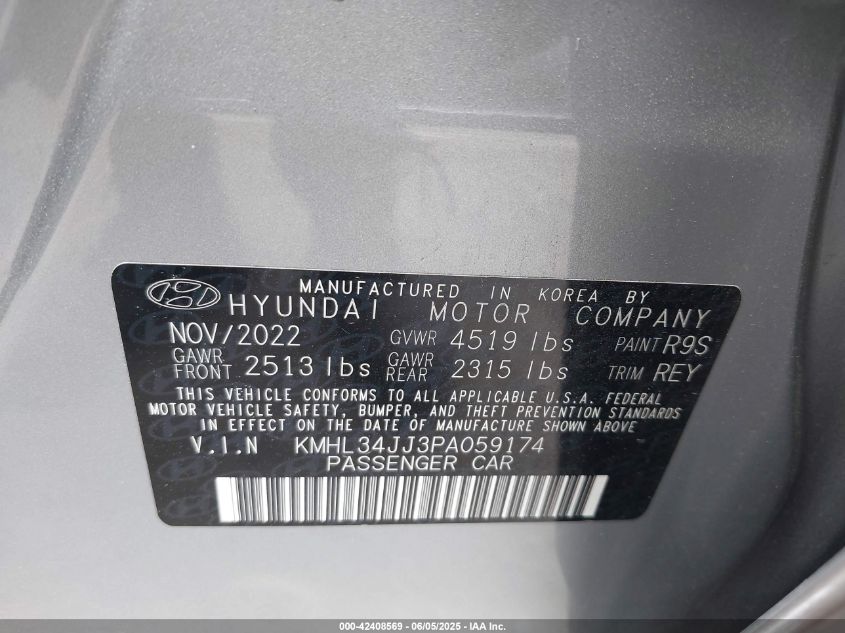 MANUFACTURED IN KOREA BY
HYUNDAI MOTOR COMPANY
NOV/2022 GVWR 4519 lbs PAINT R9S
GAWR FRONT 2513 lbs GAWR REAR 2315 lbs TRIM REY
THIS VEHICLE CONFORMS TO ALL APPLICABLE U.S.A. FEDERAL
MOTOR VEHICLE SAFETY, BUMPER, AND THEFT PREVENTION STANDARDS
IN EFFECT ON THE DATE OF MANUFACTURE SHOWN ABOVE
V.I.N KMHL34JJ3PA059174
PASSENGER CAR
000-42408569 - 06/05/2025 - IAA Inc.